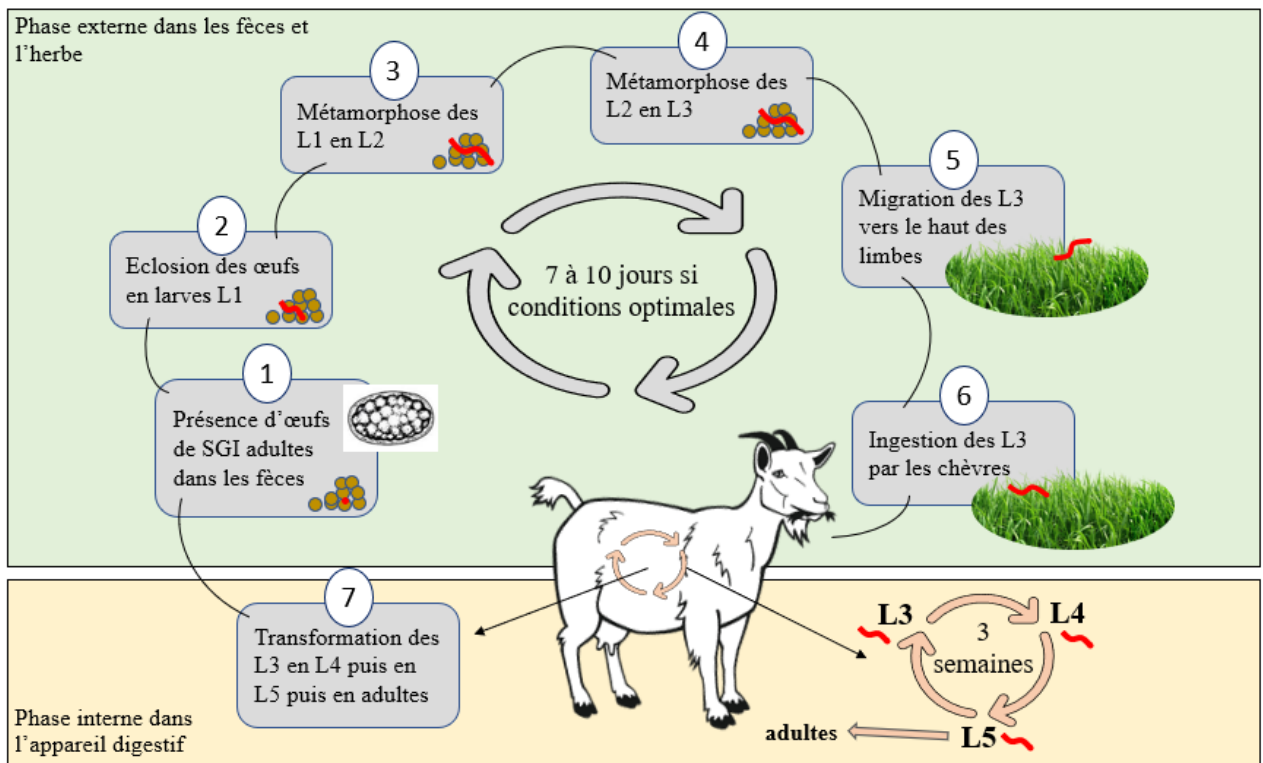 Phase externe dans les fèces et
l'herbe
1
Présence d'œufs
de SGI adultes
dans les fèces
2
Eclosion des œufs
en larves L1
3
Métamorphose des
L1 en L2
4
Métamorphose des
L2 en L3
5
Migration des L3
vers le haut des
limbes
6
Ingestion des L3
par les chèvres
7 à 10 jours si
conditions optimales
7
Transformation des
L3 en L4 puis en
L5 puis en adultes
L3
L4
3
semaines
L5
adultes
Phase interne dans
l'appareil digestif